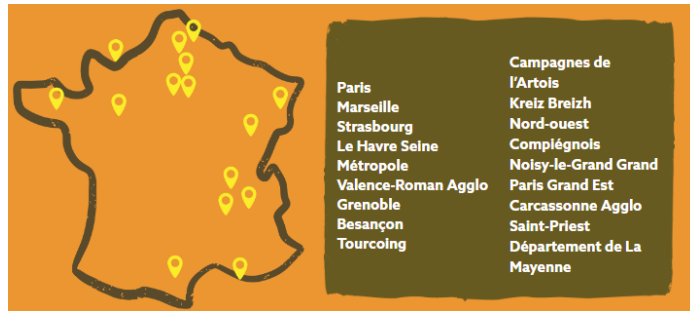 Paris
Marseille
Strasbourg
Le Havre Seine
Métropole
Valence-Roman Agglo
Grenoble
Besançon
Tourcoing
Campagnes de
l'Artois
Kreiz Breizh
Nord-ouest
Compiégnois
Noisy-le-Grand Grand
Paris Grand Est
Carcassonne Agglo
Saint-Priest
Département de La
Mayenne